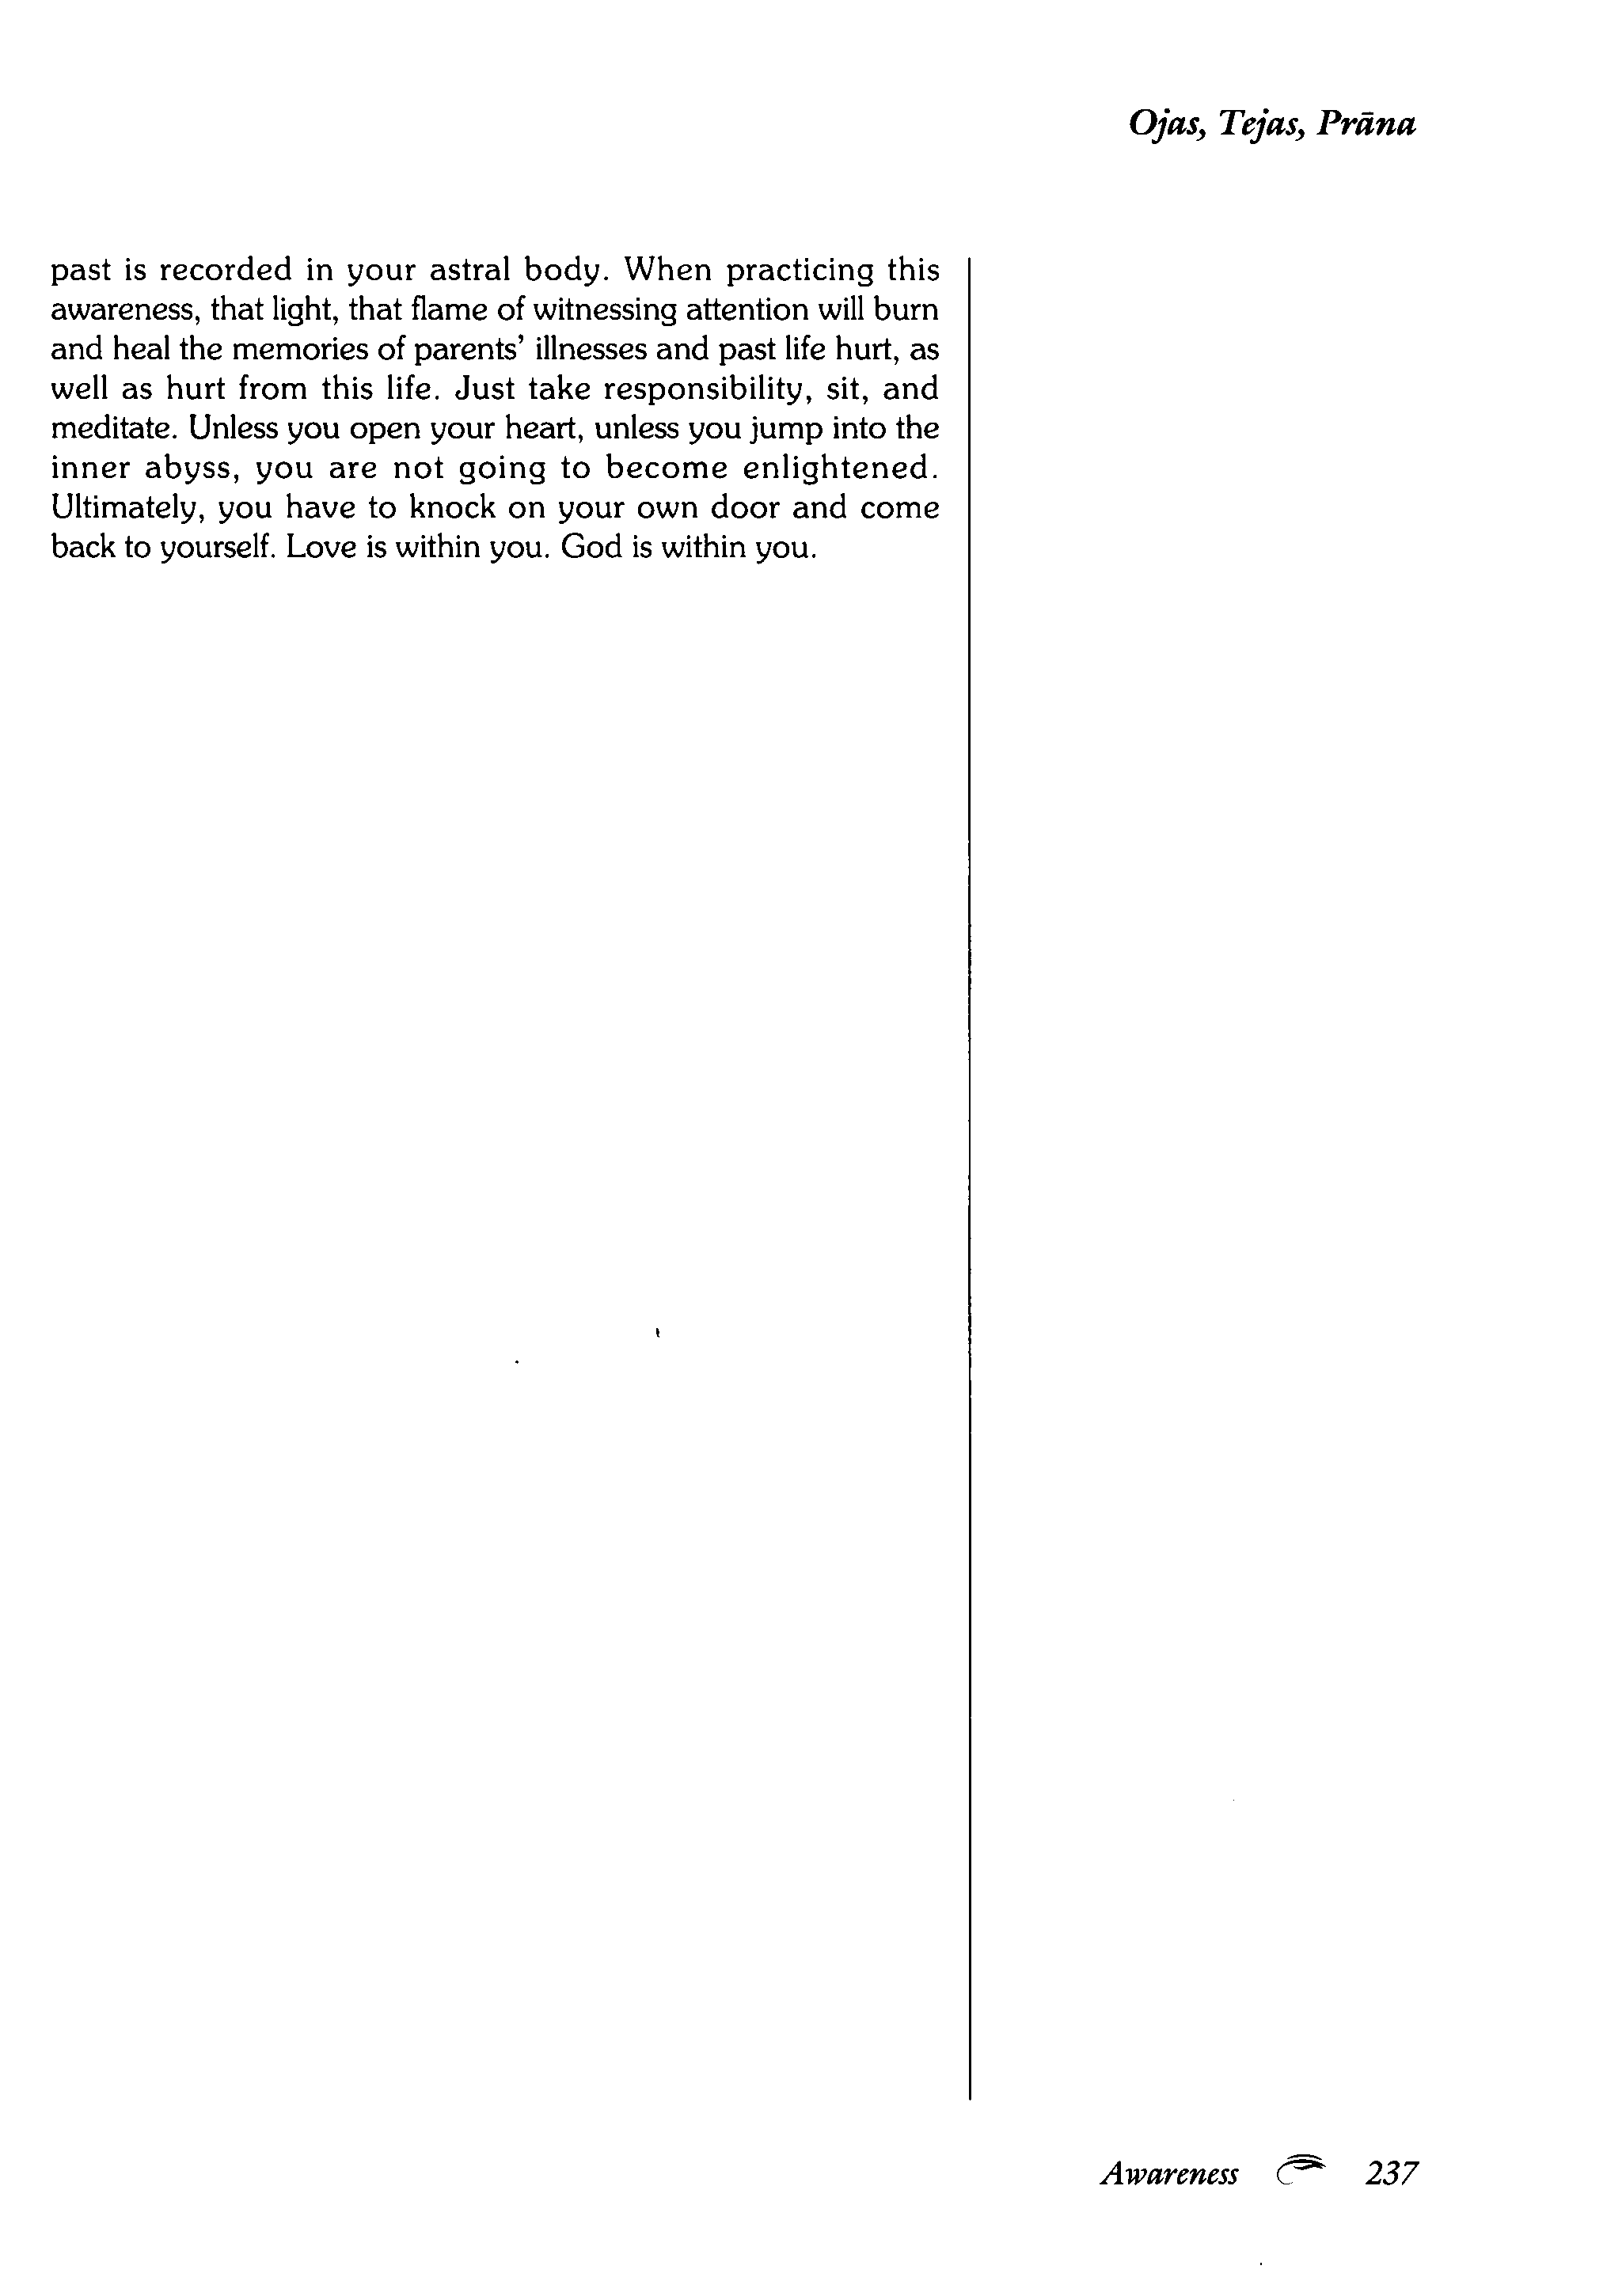 Ojas, Tejas, Prāna
past is recorded in your astral body. When practicing this
awareness, that light, that flame of witnessing attention will burn
and heal the memories of parents’ illnesses and past life hurt, as
well as hurt from this life. Just take responsibility, sit, and
meditate. Unless you open your heart, unless you jump into the
inner abyss, you are not going to become enlightened.
Ultimately, you have to knock on your own door and come
back to yourself. Love is within you. God is within you.
Awareness 237